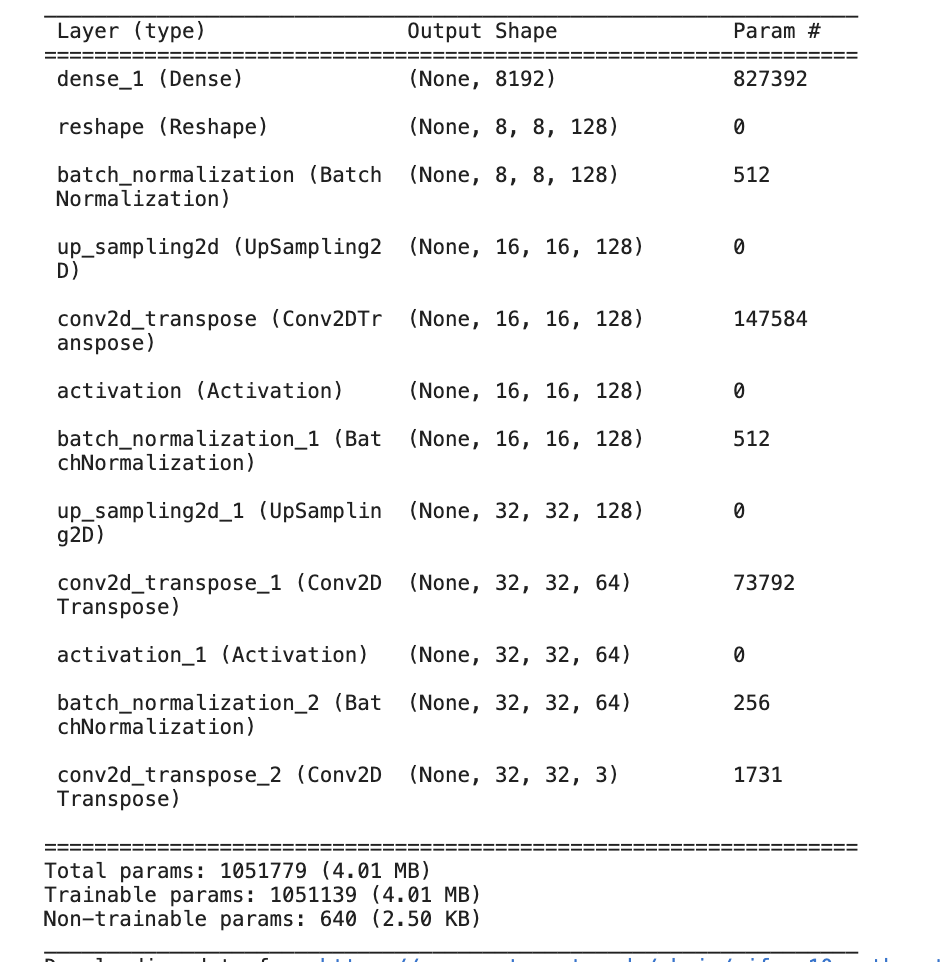 Layer (type) Output Shape Param #
=================================================================
dense_1 (Dense) (None, 8192) 827392
reshape (Reshape) (None, 8, 8, 128) 0
batch_normalization (Batch (None, 8, 8, 128) 512
Normalization)
up_sampling2d (UpSampling2 (None, 16, 16, 128) 0
D)
conv2d_transpose (Conv2DTr (None, 16, 16, 128) 147584
anspose)
activation (Activation) (None, 16, 16, 128) 0
batch_normalization_1 (Bat (None, 16, 16, 128) 512
chNormalization)
up_sampling2d_1 (UpSamplin (None, 32, 32, 128) 0
g2D)
conv2d_transpose_1 (Conv2D (None, 32, 32, 64) 73792
Transpose)
activation_1 (Activation) (None, 32, 32, 64) 0
batch_normalization_2 (Bat (None, 32, 32, 64) 256
chNormalization)
conv2d_transpose_2 (Conv2D (None, 32, 32, 3) 1731
Transpose)
=================================================================
Total params: 1051779 (4.01 MB)
Trainable params: 1051139 (4.01 MB)
Non-trainable params: 640 (2.50 KB)